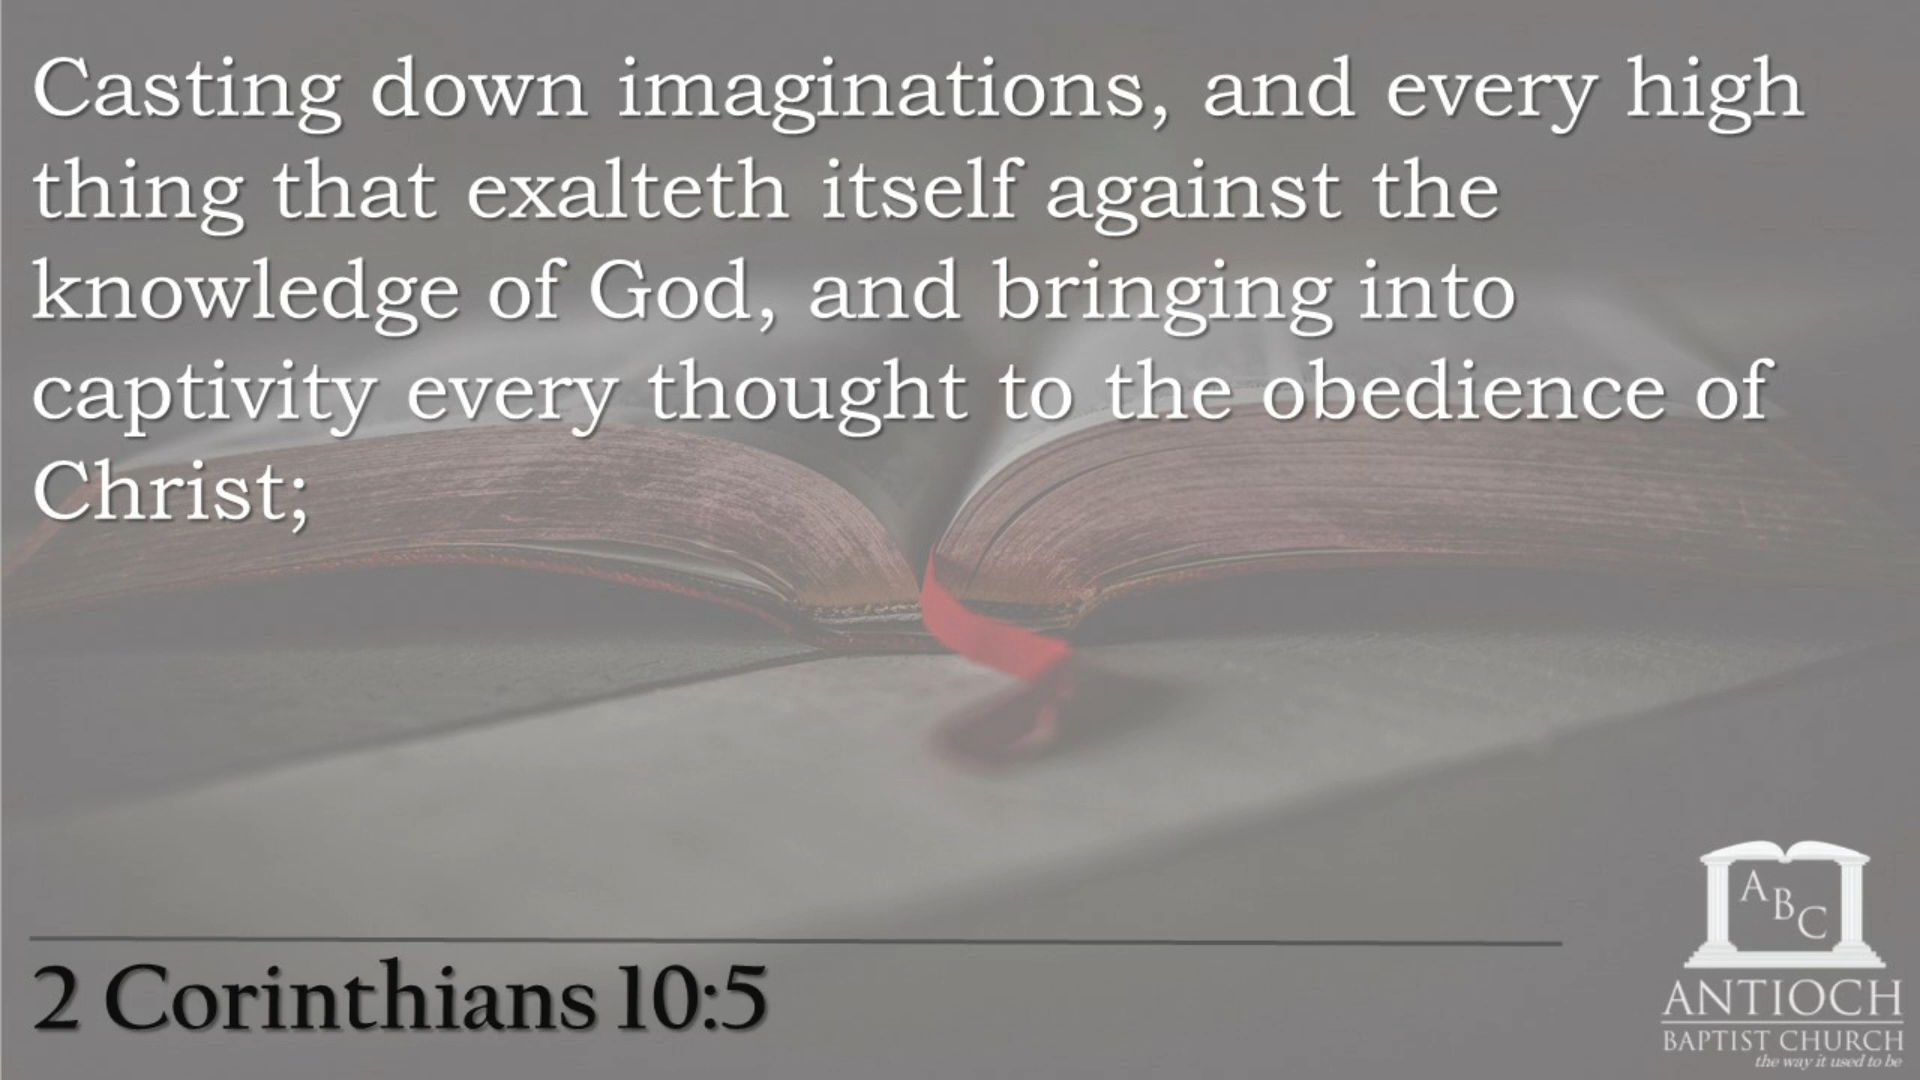 Casting down imaginations, and every high
thing that exalteth itself against the
knowledge of God, and bringing into
captivity every thought to the obedience of
Christ;
2 Corinthians 10:5
A B C
ANTIOCH
BAPTIST CHURCH
the way it used to be